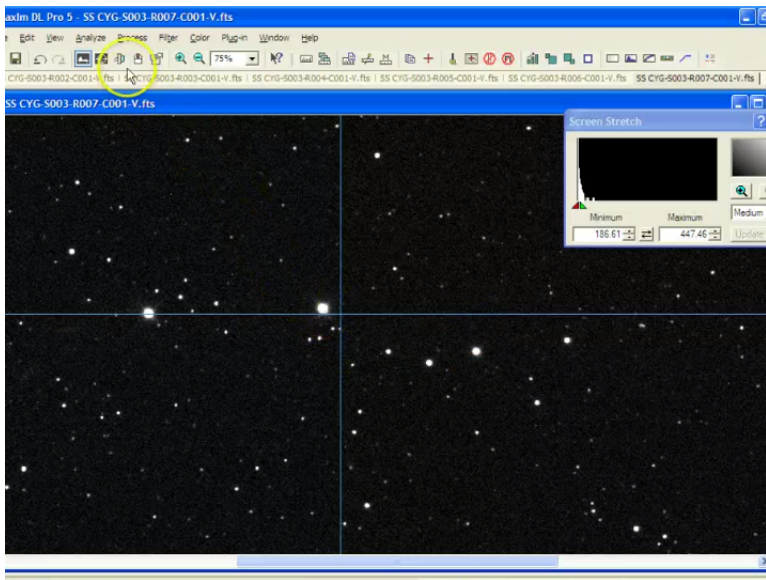 axIm DL Pro 5 - SS CYG-S003-R007-C001-V.fts
Edit View Analyze Process Filter Color Plug-in Window Help
75%
CYG-S003-R002-C001-V.fts | SS CYG-S003-R003-C001-V.fts | SS CYG-S003-R004-C001-V.fts | SS CYG-S003-R005-C001-V.fts | SS CYG-S003-R006-C001-V.fts SS CYG-S003-R007-C001-V.fts |
SS CYG-S003-R007-C001-V.fts
Screen Stretch
Minimum Maximum Medium
186.61 447.46 Update